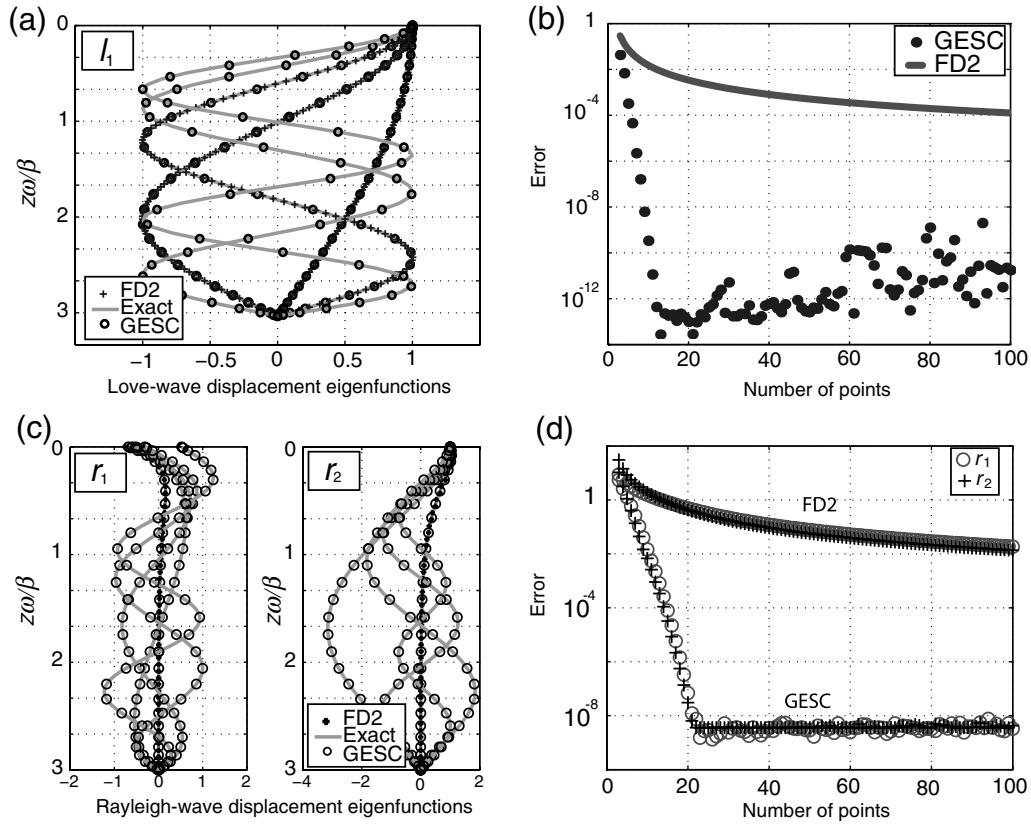 (a)
l₁
0
1
2
3
zω/β
−1
−0.5
0
0.5
1
Love-wave displacement eigenfunctions
FD2
Exact
GESC
(b)
1
10⁻⁴
10⁻⁸
10⁻¹²
Error
0
20
40
60
80
100
Number of points
GESC
FD2
(c)
r₁
0
1
2
3
zω/β
−2
−1
0
1
2
r₂
0
1
2
3
zω/β
−4
−2
0
2
4
FD2
Exact
GESC
Rayleigh-wave displacement eigenfunctions
(d)
1
10⁻⁴
10⁻⁸
Error
0
20
40
60
80
100
Number of points
r₁
r₂
FD2
GESC